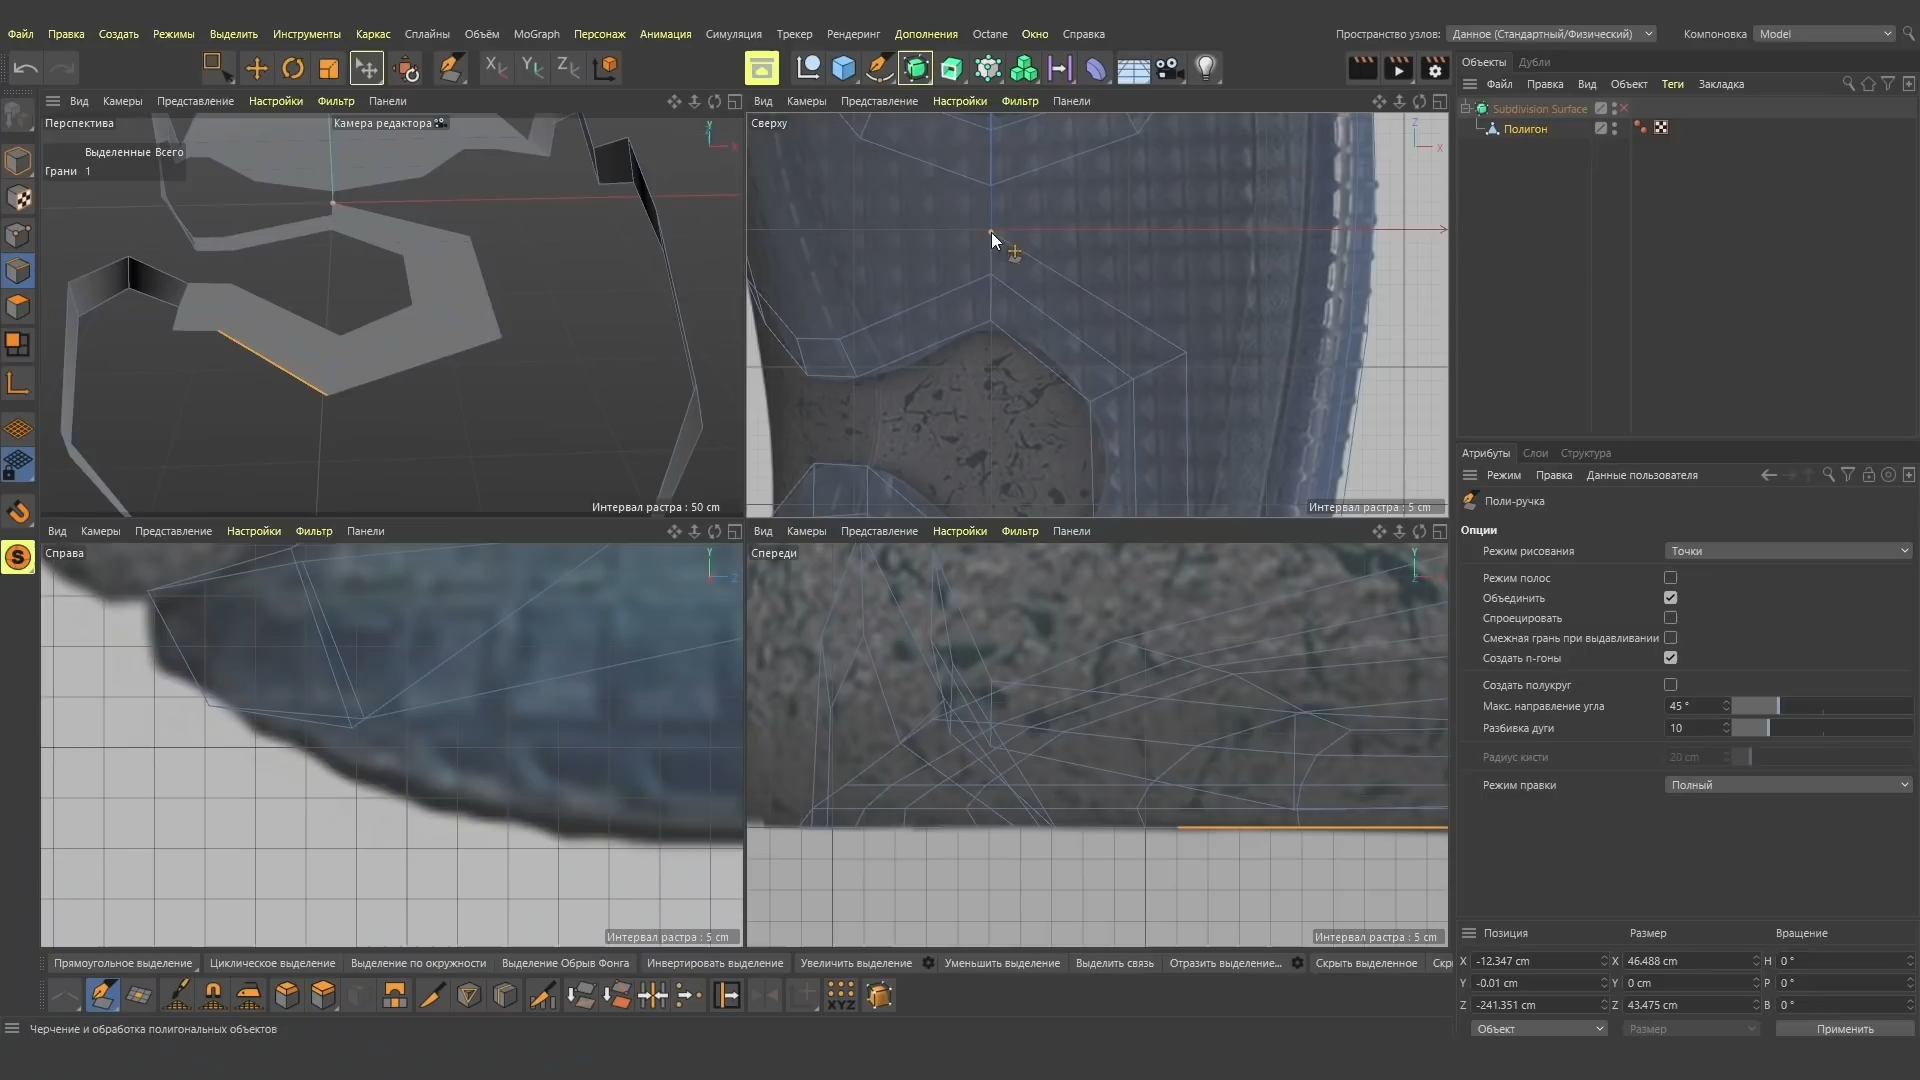 Файл Правка Создать Режимы Выделить Инструменты Каркас Сплайны Объём MoGraph Персонаж Анимация Симуляция Трекер Рендеринг Дополнения Octane Окно Справка Пространство узлов: Данное (Стандартный/Физический) Компоновка Model
Объекты Дубли
Файл Правка Вид Объект Теги Закладка
Subdivision Surface
Полигон
Вид Камеры Представление Настройки Фильтр Панели
Перспектива Камера редактора
Выделенные Всего
Грани 1
Интервал растра : 50 cm
Вид Камеры Представление Настройки Фильтр Панели
Сверху
Z
X
Интервал растра : 5 cm
Вид Камеры Представление Настройки Фильтр Панели
Справа
Y
Z
Интервал растра : 5 cm
Вид Камеры Представление Настройки Фильтр Панели
Спереди
Y
Интервал растра : 5 cm
Атрибуты Слои Структура
Режим Правка Данные пользователя
Поли-ручка
Опции
Режим рисования Точки
Режим полос
Объединить
Спроецировать
Смежная грань при выдавливании
Создать n-гоны
Создать полукруг
Макс. направление угла 45 °
Разбивка дуги 10
Радиус кисти 20 cm
Режим правки Полный
Позиция Размер Вращение
X -12.347 cm X 46.488 cm H 0 °
Y -0.01 cm Y 0 cm P 0 °
Z -241.351 cm Z 43.475 cm B 0 °
Объект Размер Применить
Прямоугольное выделение Циклическое выделение Выделение по окружности Выделение Обрыв Фонга Инвертировать выделение Увеличить выделение Уменьшить выделение Выделить связь Отразить выделение... Скрыть выделенное Скр
XYZ
Черчение и обработка полигональных объектов